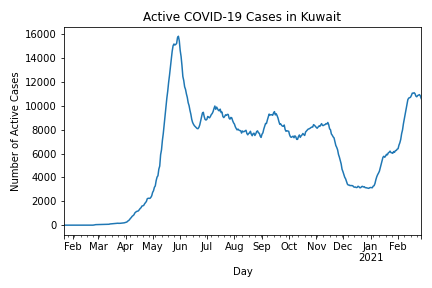 Active COVID-19 Cases in Kuwait
Number of Active Cases
16000
14000
12000
10000
8000
6000
4000
2000
0
Feb Mar Apr May Jun Jul Aug Sep Oct Nov Dec Jan Feb
2021
Day